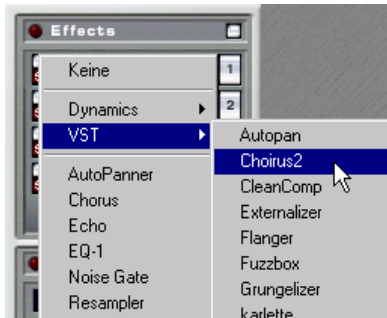 Effects
Keine
1
Dynamics
2
VST
AutoPanner
Chorus
Echo
EQ-1
Noise Gate
Resampler
Autopan
Choirus2
CleanComp
Externalizer
Flanger
Fuzzbox
Grungelizer
karlette